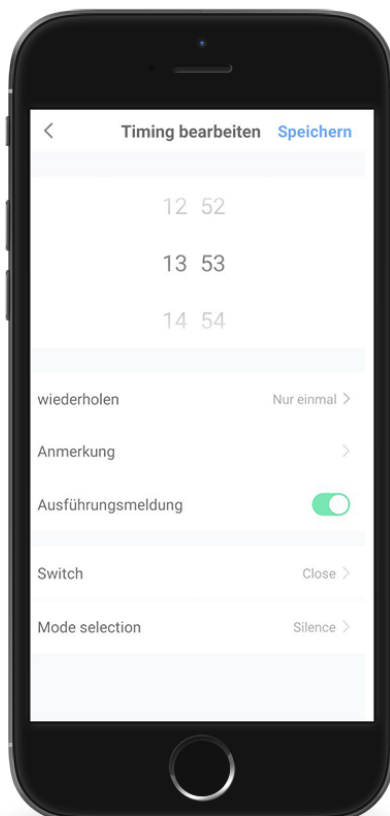 Timing bearbeiten Speichern
12 52
13 53
14 54
wiederholen Nur einmal
Anmerkung
Ausführungsmeldung
Switch Close
Mode selection Silence